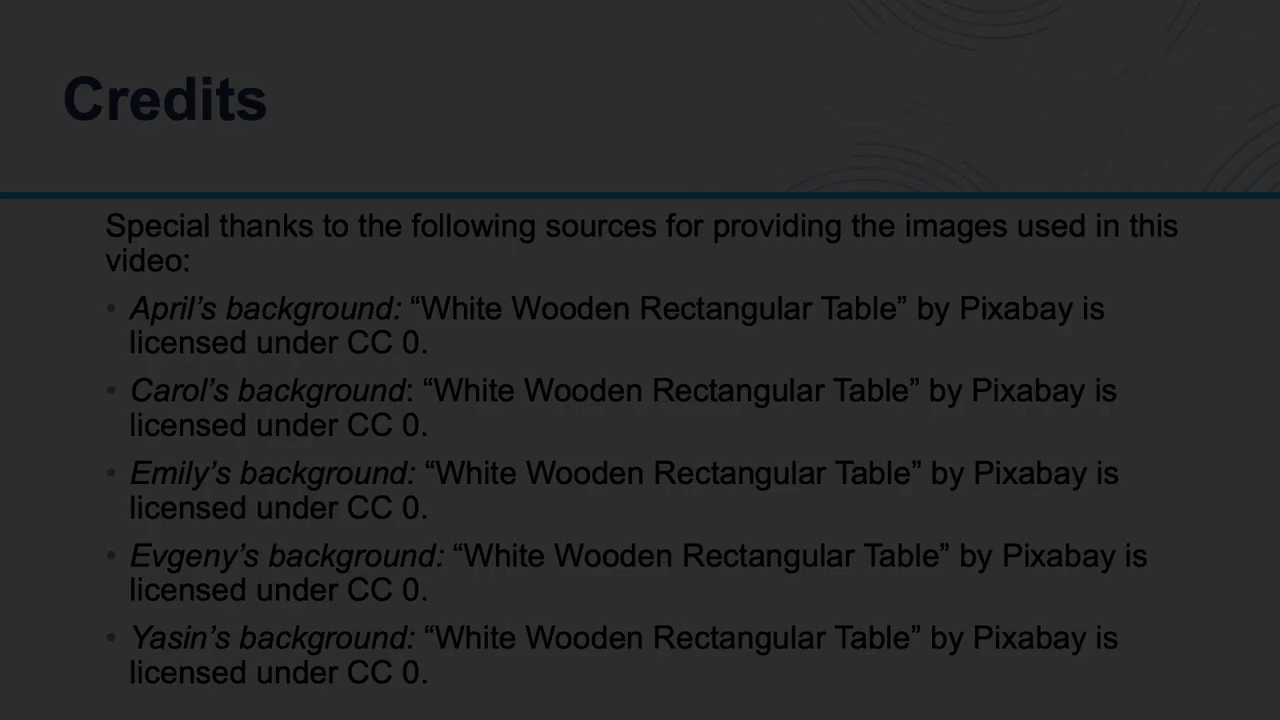 Credits
Special thanks to the following sources for providing the images used in this
video:
• April’s background: “White Wooden Rectangular Table” by Pixabay is
licensed under CC 0.
• Carol’s background: “White Wooden Rectangular Table” by Pixabay is
licensed under CC 0.
• Emily’s background: “White Wooden Rectangular Table” by Pixabay is
licensed under CC 0.
• Evgeny’s background: “White Wooden Rectangular Table” by Pixabay is
licensed under CC 0.
• Yasin’s background: “White Wooden Rectangular Table” by Pixabay is
licensed under CC 0.